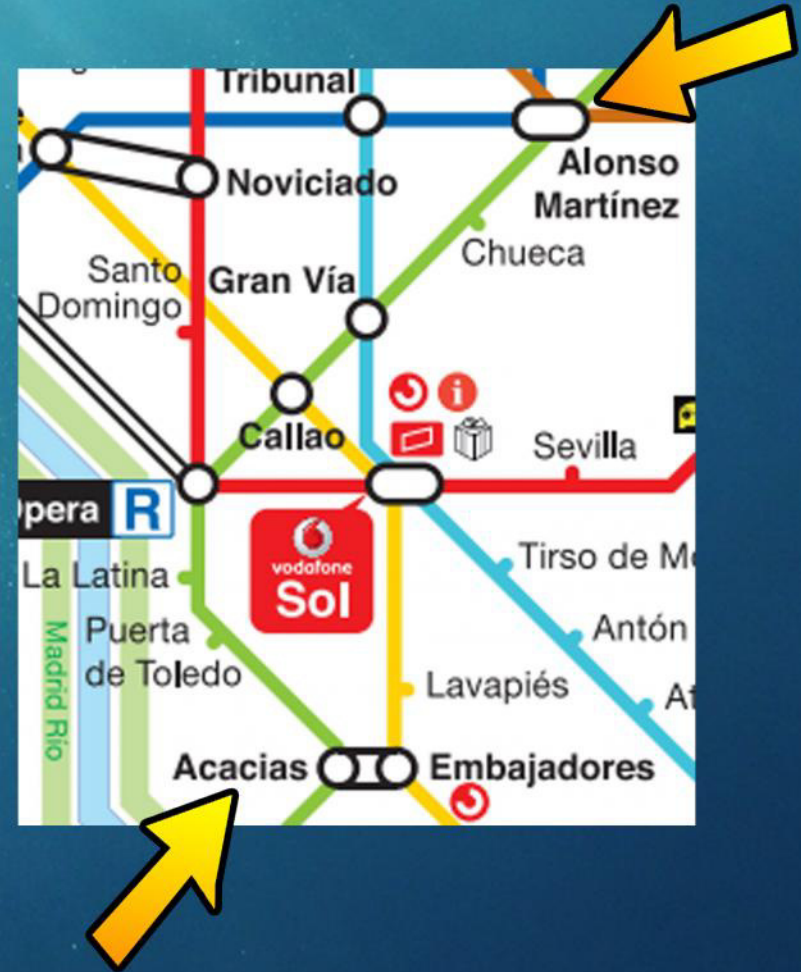 Tribunal
Alonso
Martínez
Noviciado
Chueca
Santo
Domingo
Gran Vía
Callao
Sevilla
pera R
vodafone
Sol
Tirso de M
La Latina
Puerta
de Toledo
Antón
Lavapiés
At
Madrid Río
Acacias
Embajadores